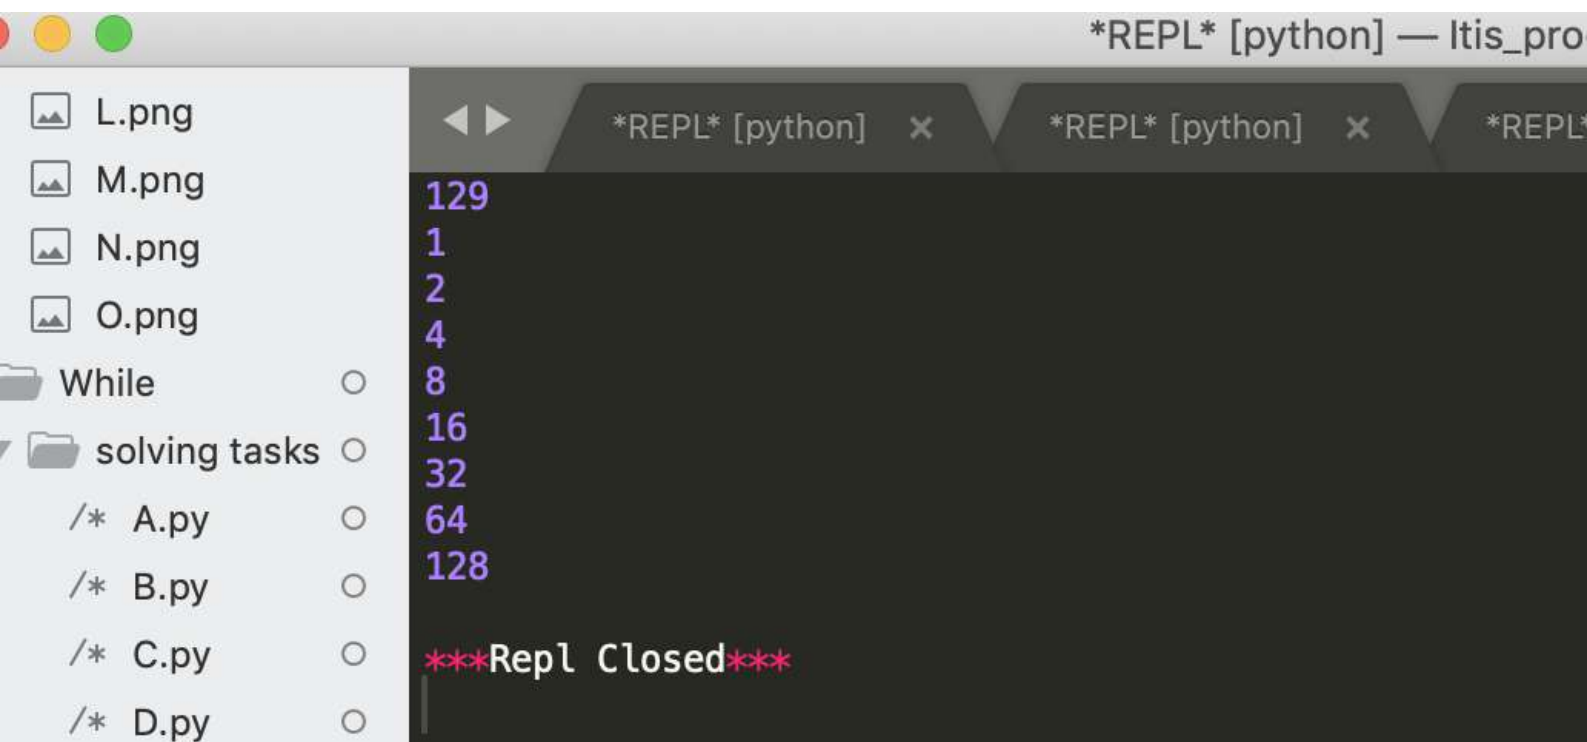 *REPL* [python] — Itis_pro
L.png
M.png
N.png
O.png
While
solving tasks
/* A.py
/* B.py
/* C.py
/* D.py
*REPL* [python] × *REPL* [python] × *REPL*
129
1
2
4
8
16
32
64
128
***Repl Closed***